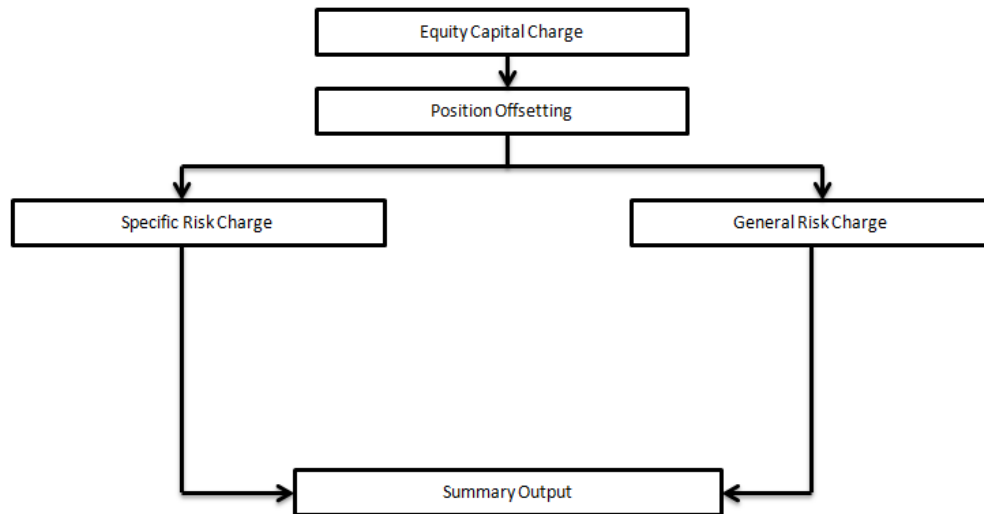 Equity Capital Charge
Position Offsetting
Specific Risk Charge
General Risk Charge
Summary Output